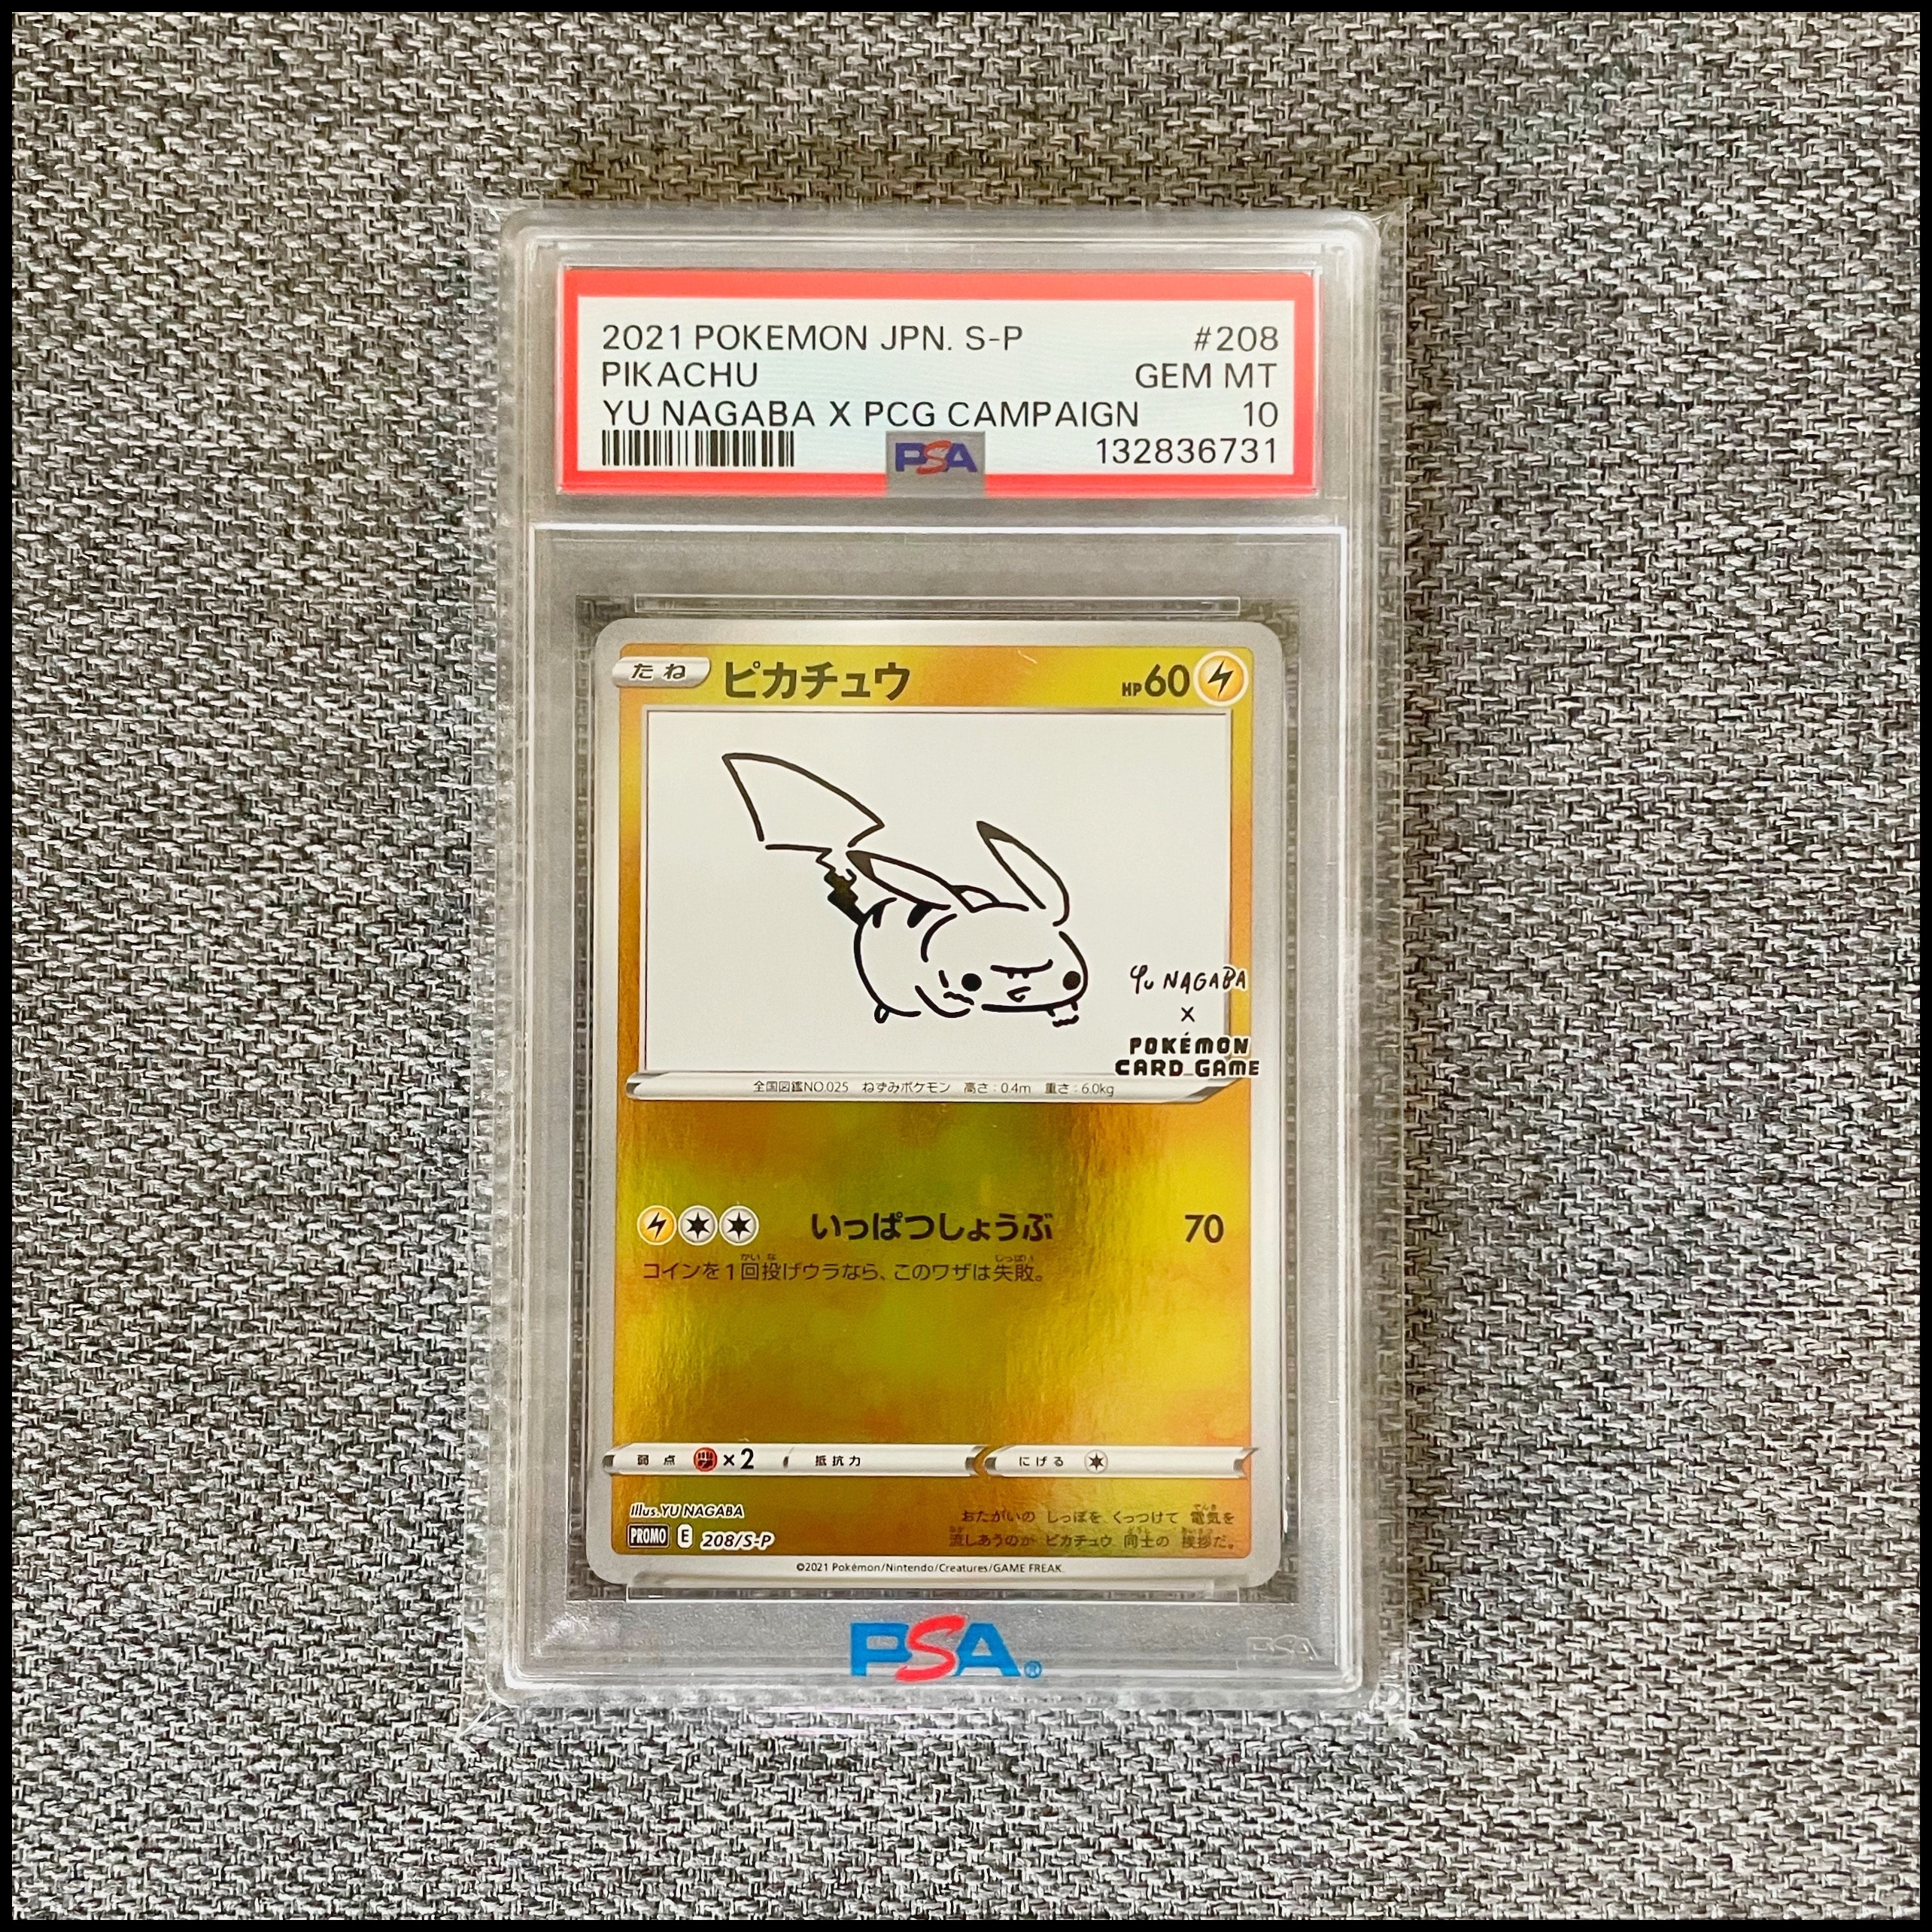 2021 POKEMON JPN. S-P #208
PIKACHU GEM MT
YU NAGABA X PCG CAMPAIGN 10
PSA 132836731
たね ピカチュウ HP60
Yu NAGABA
X
POKÉMON
CARD GAME
全国図鑑NO.025 ねずみポケモン 高さ:0.4m 重さ:6.0kg
いっぱつしょうぶ 70
コインを1回投げウラなら、このワザは失敗。
弱点 ×2 抵抗力 にげる
Illus.YU NAGABA
PROMO E 208/S-P
おたがいの しっぽを くっつけて 電気を
流しあうのが ピカチュウ 同士の 挨拶だ。
©2021 Pokémon/Nintendo/Creatures/GAME FREAK.
PSA®
PSA